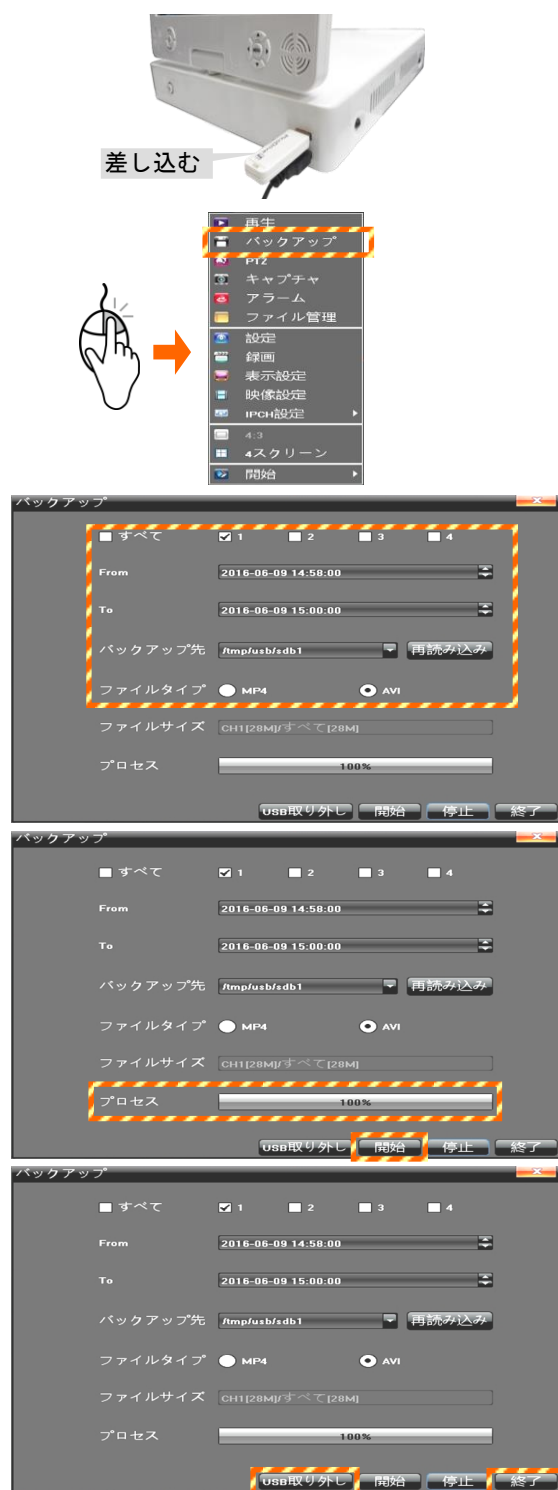 差し込む
再生
バックアップ
PTZ
キャプチャ
アラーム
ファイル管理
設定
録画
表示設定
映像設定
IPCH設定
4:3
4スクリーン
開始
バックアップ
すべて 1 2 3 4
From 2016-06-09 14:58:00
To 2016-06-09 15:00:00
バックアップ先 /tmp/usb/sdb1 再読み込み
ファイルタイプ MP4 AVI
ファイルサイズ CH1[28M]/すべて[28M]
プロセス 100%
USB取り外し 開始 停止 終了
バックアップ
すべて 1 2 3 4
From 2016-06-09 14:58:00
To 2016-06-09 15:00:00
バックアップ先 /tmp/usb/sdb1 再読み込み
ファイルタイプ MP4 AVI
ファイルサイズ CH1[28M]/すべて[28M]
プロセス 100%
USB取り外し 開始 停止 終了
バックアップ
すべて 1 2 3 4
From 2016-06-09 14:58:00
To 2016-06-09 15:00:00
バックアップ先 /tmp/usb/sdb1 再読み込み
ファイルタイプ MP4 AVI
ファイルサイズ CH1[28M]/すべて[28M]
プロセス 100%
USB取り外し 開始 停止 終了